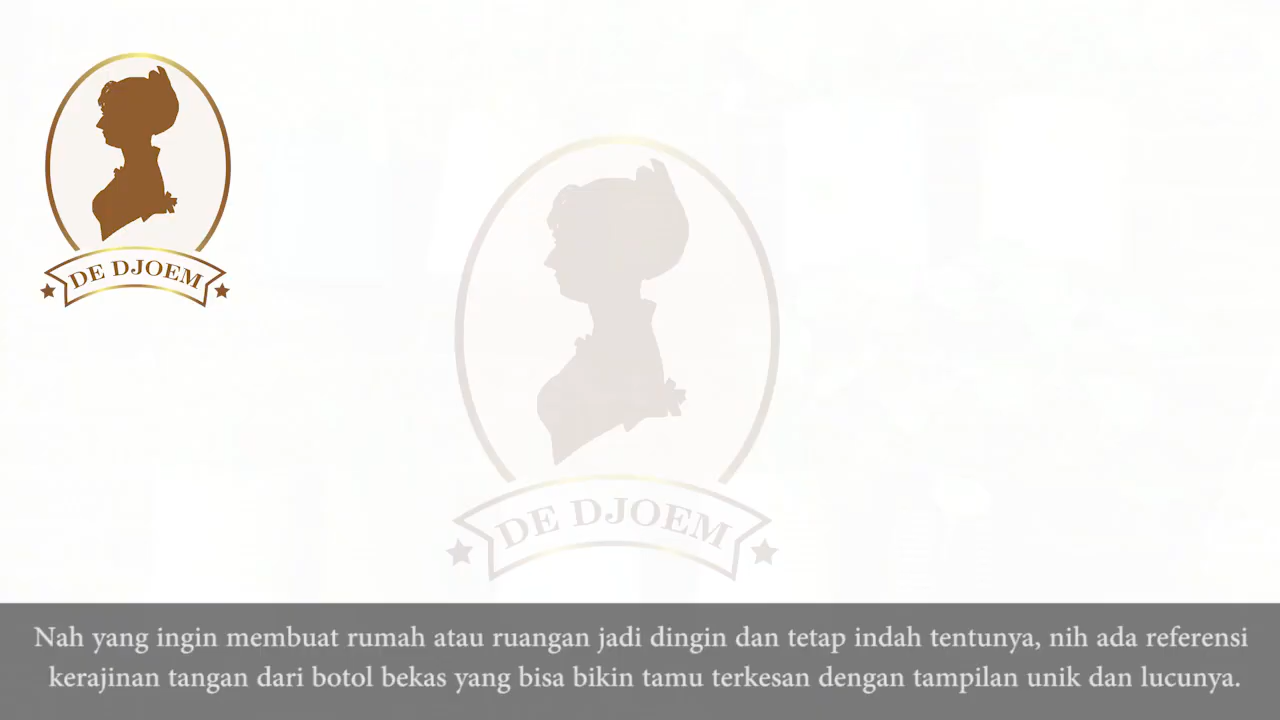 DE DJOEM
DE DJOEM
Nah yang ingin membuat rumah atau ruangan jadi dingin dan tetap indah tentunya, nih ada referensi
kerajinan tangan dari botol bekas yang bisa bikin tamu terkesan dengan tampilan unik dan lucunya.